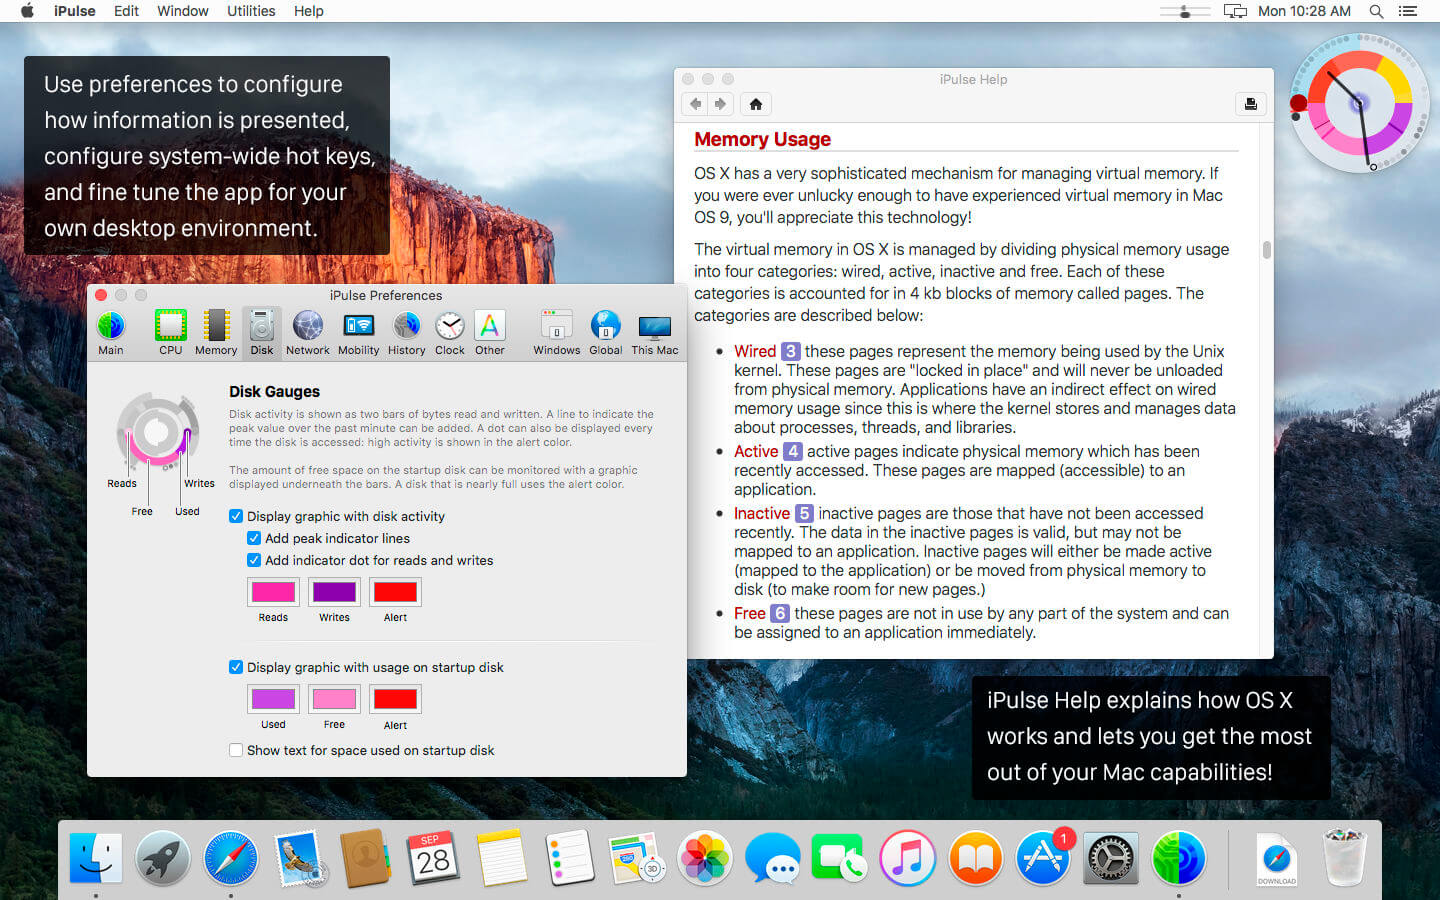 iPulse Edit Window Utilities Help
Mon 10:28 AM
Use preferences to configure
how information is presented,
configure system-wide hot keys,
and fine tune the app for your
own desktop environment.
iPulse Preferences
Main CPU Memory Disk Network Mobility History Clock Other Windows Global This Mac
Disk Gauges
Disk activity is shown as two bars of bytes read and written. A line to indicate the
peak value over the past minute can be added. A dot can also be displayed every
time the disk is accessed: high activity is shown in the alert color.
The amount of free space on the startup disk can be monitored with a graphic
displayed underneath the bars. A disk that is nearly full uses the alert color.
Reads Writes
Free Used
Display graphic with disk activity
Add peak indicator lines
Add indicator dot for reads and writes
Reads Writes Alert
Display graphic with usage on startup disk
Used Free Alert
Show text for space used on startup disk
iPulse Help
Memory Usage
OS X has a very sophisticated mechanism for managing virtual memory. If
you were ever unlucky enough to have experienced virtual memory in Mac
OS 9, you'll appreciate this technology!
The virtual memory in OS X is managed by dividing physical memory usage
into four categories: wired, active, inactive and free. Each of these
categories is accounted for in 4 kb blocks of memory called pages. The
categories are described below:
• Wired 3 these pages represent the memory being used by the Unix
kernel. These pages are "locked in place" and will never be unloaded
from physical memory. Applications have an indirect effect on wired
memory usage since this is where the kernel stores and manages data
about processes, threads, and libraries.
• Active 4 active pages indicate physical memory which has been
recently accessed. These pages are mapped (accessible) to an
application.
• Inactive 5 inactive pages are those that have not been accessed
recently. The data in the inactive pages is valid, but may not be
mapped to an application. Inactive pages will either be made active
(mapped to the application) or be moved from physical memory to
disk (to make room for new pages.)
• Free 6 these pages are not in use by any part of the system and can
be assigned to an application immediately.
iPulse Help explains how OS X
works and lets you get the most
out of your Mac capabilities!
SEP
28
280
3D
1
DOWNLOAD